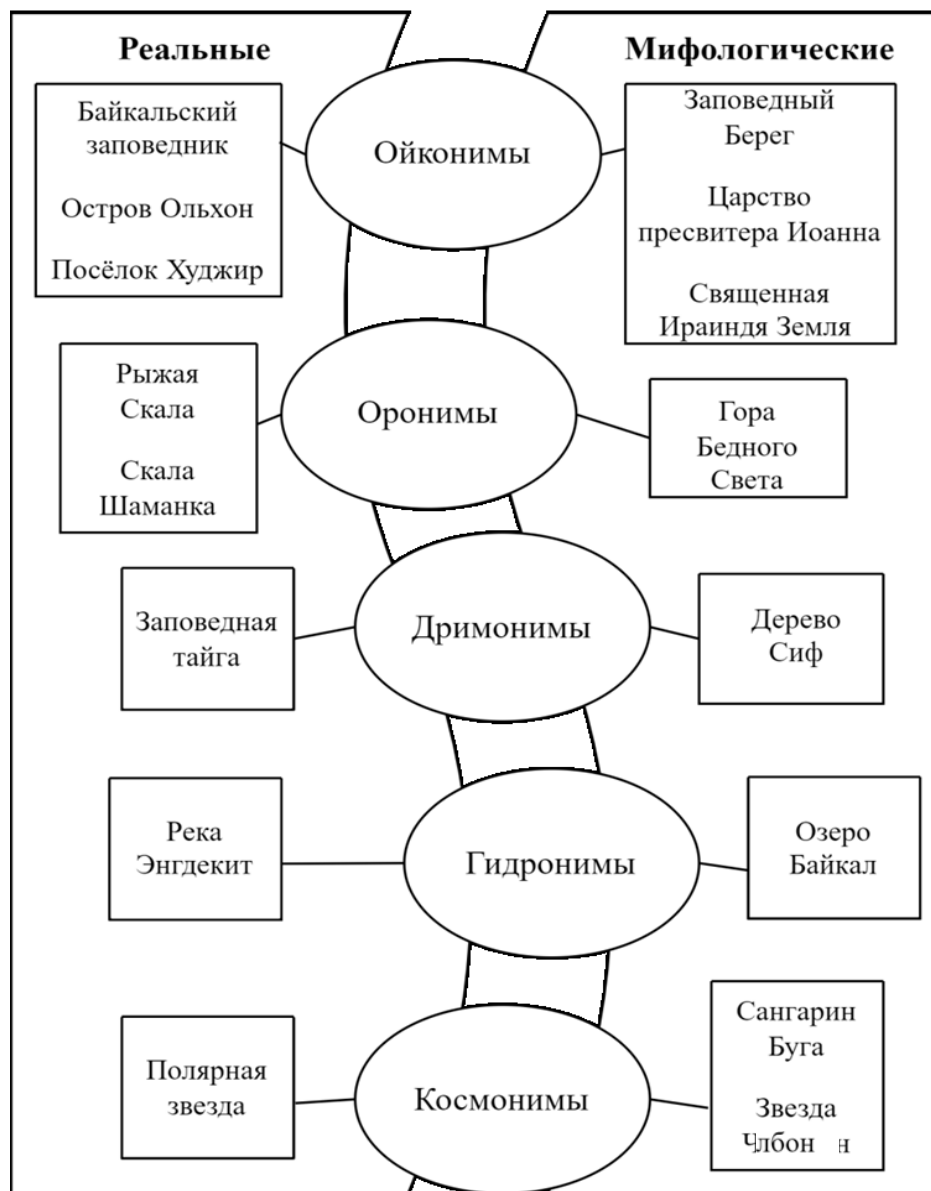 Реальные
Мифологические
Байкальский
заповедник
Остров Ольхон
Посёлок Худжир
Ойконимы
Заповедный
Берег
Царство
пресвитера Иоанна
Священная
Ираиндя Земля
Рыжая
Скала
Скала
Шаманка
Оронимы
Гора
Бедного
Света
Заповедная
тайга
Дримонимы
Дерево
Сиф
Река
Энгдекит
Гидронимы
Озеро
Байкал
Полярная
звезда
Космонимы
Сангарин
Буга
Звезда